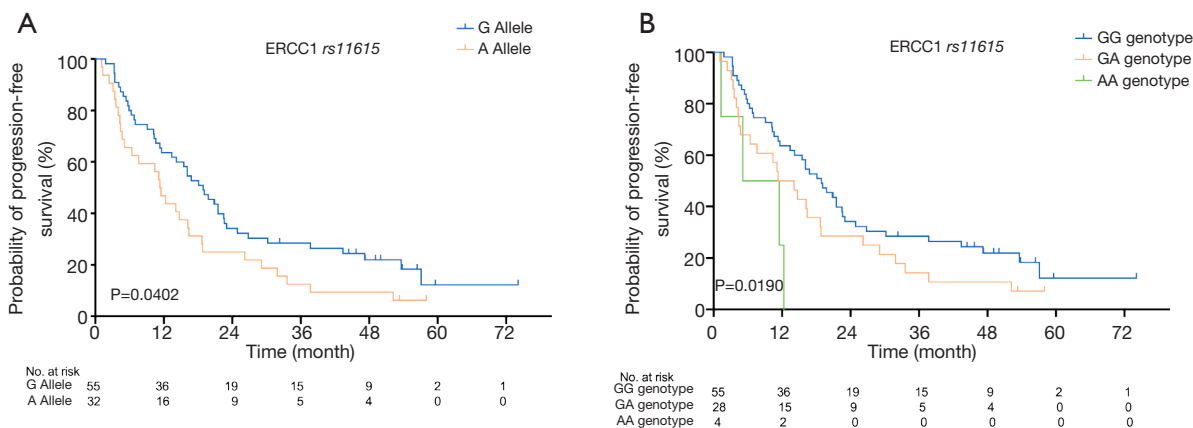 A
G Allele
A Allele
ERCC1 rs11615
Probability of progression-free
survival (%)
100
80
60
40
20
0
P=0.0402
0 12 24 36 48 60 72
Time (month)
No. at risk
G Allele 55 36 19 15 9 2 1
A Allele 32 16 9 5 4 0 0
B
GG genotype
GA genotype
AA genotype
ERCC1 rs11615
Probability of progression-free
survival (%)
100
80
60
40
20
0
P=0.0190
0 12 24 36 48 60 72
Time (month)
No. at risk
GG genotype 55 36 19 15 9 2 1
GA genotype 28 15 9 5 4 0 0
AA genotype 4 2 0 0 0 0 0